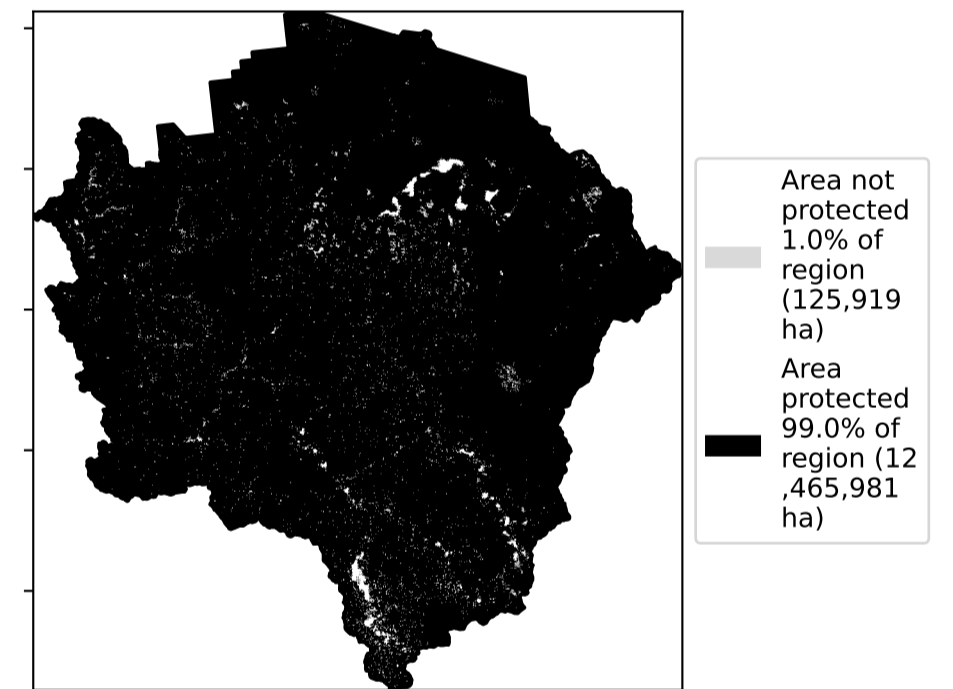 Area not
protected
1.0% of
region
(125,919
ha)
Area
protected
99.0% of
region (12
,465,981
ha)